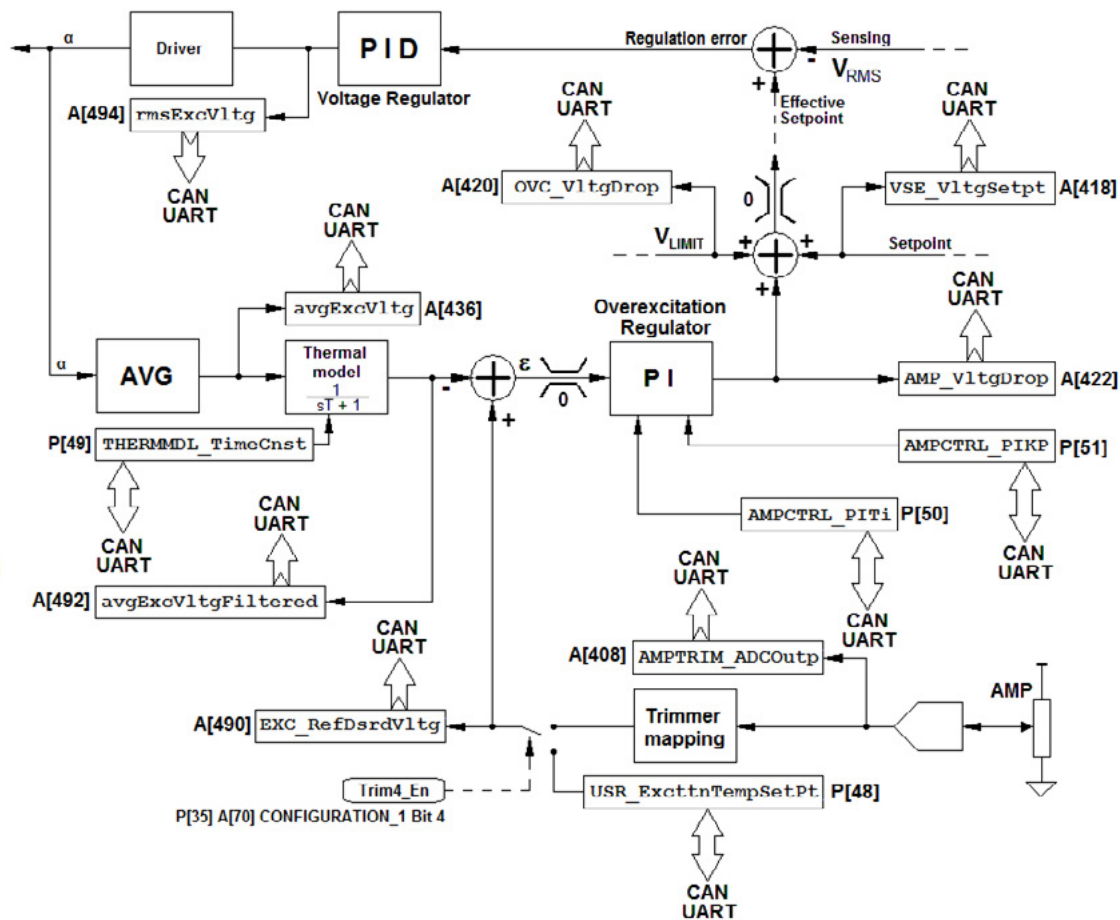 α
Driver
PID
Regulation error
Sensing
-
V RMS
Voltage Regulator
+
Effective
Setpoint
A[494] rmsExcVltg
CAN
UART
CAN
UART
CAN
UART
A[420] OVC_VltgDrop
0
VSE_VltgSetpt A[418]
CAN
UART
V LIMIT
+
+
Setpoint
+
CAN
UART
avgExcVltg A[436]
Overexcitation
Regulator
α
AVG
Thermal
model
1
sT + 1
-
ε
0
PI
AMP_VltgDrop A[422]
+
P[49] THERMMDL_TimeCnst
AMPCTRL_PIKP P[51]
CAN
UART
CAN
UART
AMPCTRL_PITi P[50]
CAN
UART
A[492] avgExcVltgFiltered
CAN
UART
CAN
UART
CAN
UART
A[408] AMPTRIM_ADCOutp
AMP
A[490] EXC_RefDsrdVltg
Trimmer
mapping
Trim4_En
USR_ExcttnTempSetPt P[48]
P[35] A[70] CONFIGURATION_1 Bit 4
CAN
UART